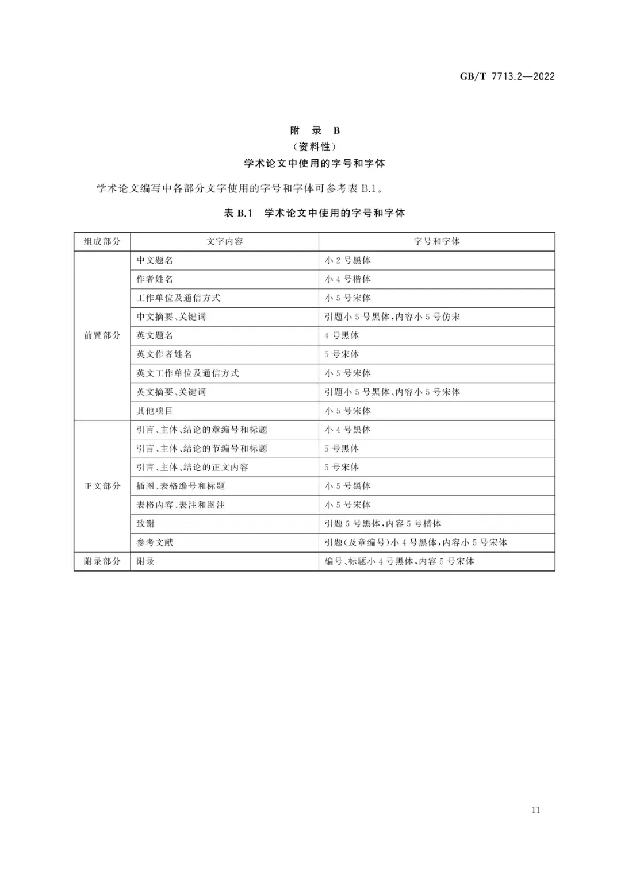 GB/T 7713.2—2022
附 录 B
(资料性)
学术论文中使用的字号和字体
学术论文编写中各部分文字使用的字号和字体可参考表 B.1。
表 B.1 学术论文中使用的字号和字体
组成部分 文字内容 字号和字体
前置部分
中文题名 小 2 号黑体
作者姓名 小 4 号楷体
工作单位及通信方式 小 5 号宋体
中文摘要、关键词 引题小 5 号黑体,内容小 5 号仿宋
英文题名 4 号黑体
英文作者姓名 5 号宋体
英文工作单位及通信方式 小 5 号宋体
英文摘要、关键词 引题小 5 号黑体、内容小 5 号宋体
其他项目 小 5 号宋体
正文部分
引言、主体、结论的章编号和标题 小 4 号黑体
引言、主体、结论的节编号和标题 5 号黑体
引言、主体、结论的正文内容 5 号宋体
插图、表格编号和标题 小 5 号黑体
表格内容、表注和图注 小 5 号宋体
致谢 引题 5 号黑体,内容 5 号楷体
参考文献 引题(及章编号)小 4 号黑体,内容小 5 号宋体
附录部分 附录 编号、标题小 4 号黑体,内容 5 号宋体
11